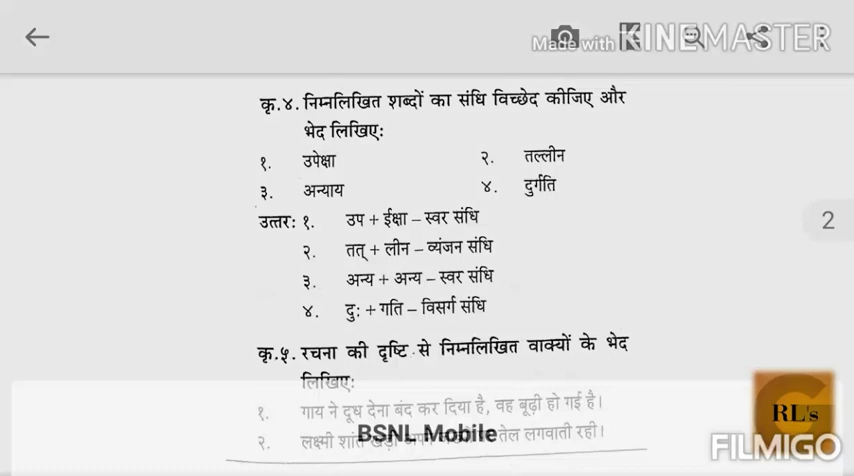 Made with KINEMASTER
कृ.४. निम्नलिखित शब्दों का संधि विच्छेद कीजिए और
भेद लिखिए:
१. उपेक्षा २. तल्लीन
३. अन्याय ४. दुर्गति
उत्तर: १. उप + ईक्षा – स्वर संधि
२. तत् + लीन – व्यंजन संधि
३. अन्य + अन्य – स्वर संधि
४. दु: + गति – विसर्ग संधि
2
कृ.५. रचना की दृष्टि से निम्नलिखित वाक्यों के भेद
लिखिए:
१. गाय ने दूध देना बंद कर दिया है, वह बूढ़ी हो गई है।
२. लक्ष्मी शांत खड़ी तेल लगवाती रही।
BSNL Mobile
RL's
FILMIGO